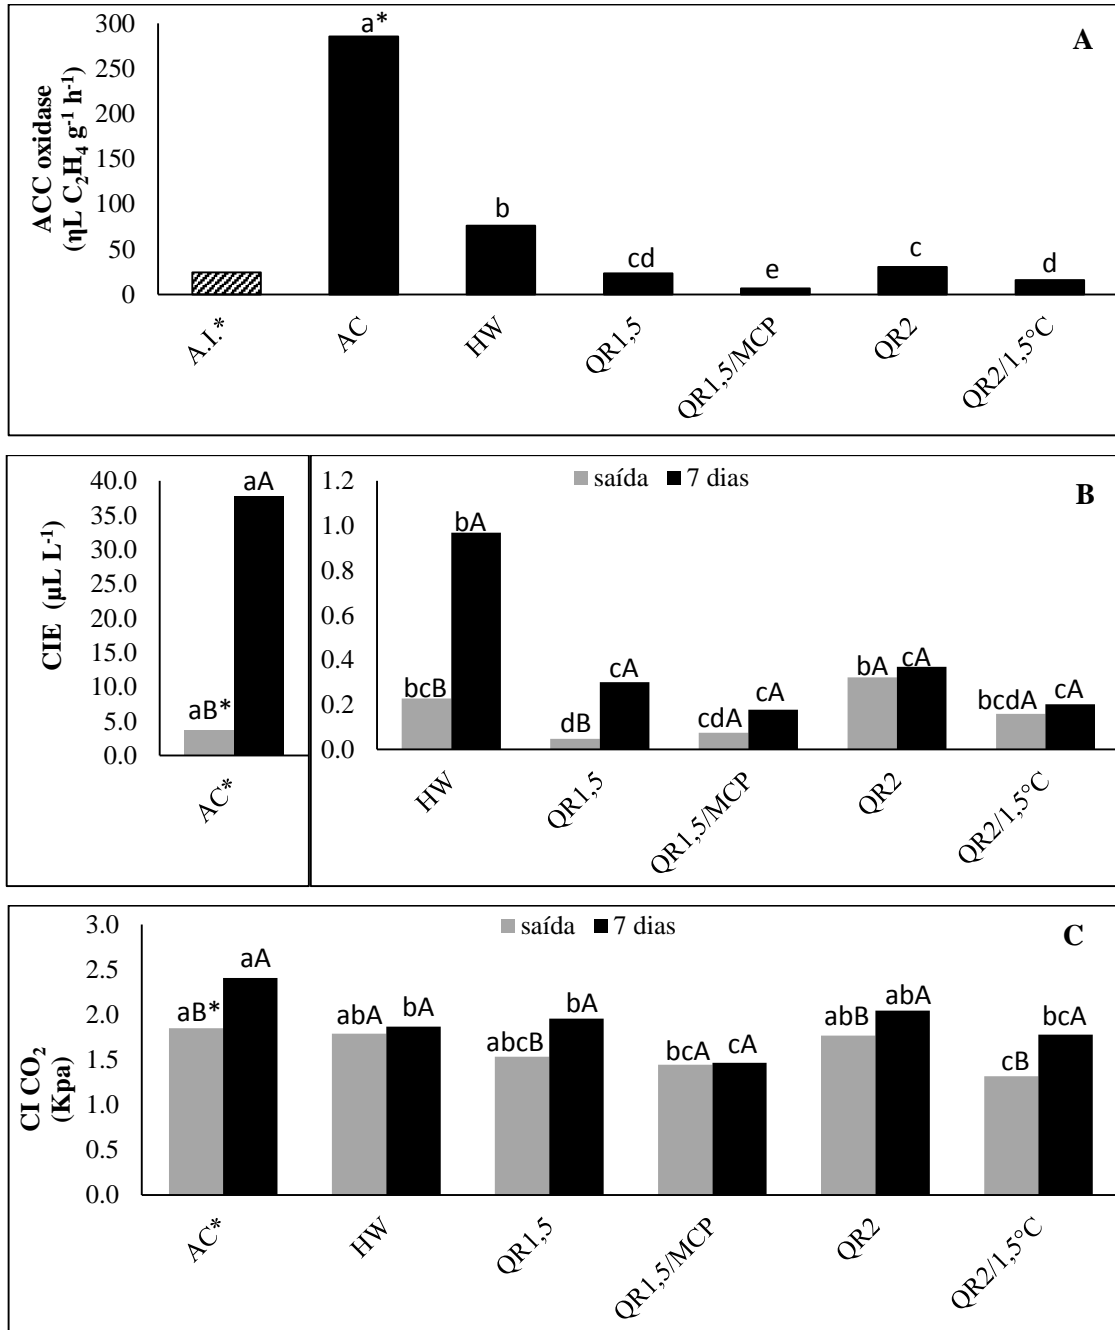 A
ACC oxidase
(ηL C₂H₄ g⁻¹ h⁻¹)
300
250
200
150
100
50
0
a*
b
cd
e
c
d
A.I.*
AC
HW
QR1,5
QR1,5/MCP
QR2
QR2/1,5°C
B
CIE (µL L⁻¹)
40.0
35.0
30.0
25.0
20.0
15.0
10.0
5.0
0.0
aB*
aA
AC*
saída
7 dias
1.2
1.0
0.8
0.6
0.4
0.2
0.0
bcB
bA
dB
cA
cdA
cA
bA
cA
bcdA
cA
HW
QR1,5
QR1,5/MCP
QR2
QR2/1,5°C
C
CI CO₂
(Kpa)
saída
7 dias
3.0
2.5
2.0
1.5
1.0
0.5
0.0
aB*
aA
abA
bA
abcB
bA
bcA
cA
abB
abA
cB
bcA
AC*
HW
QR1,5
QR1,5/MCP
QR2
QR2/1,5°C